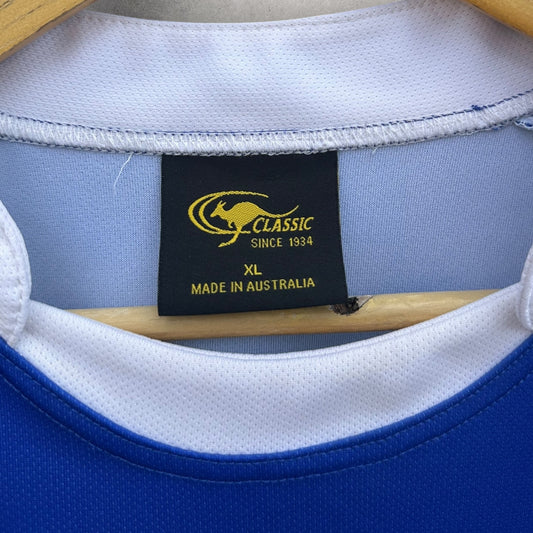 CLASSIC
SINCE 1934
XL
MADE IN AUSTRALIA